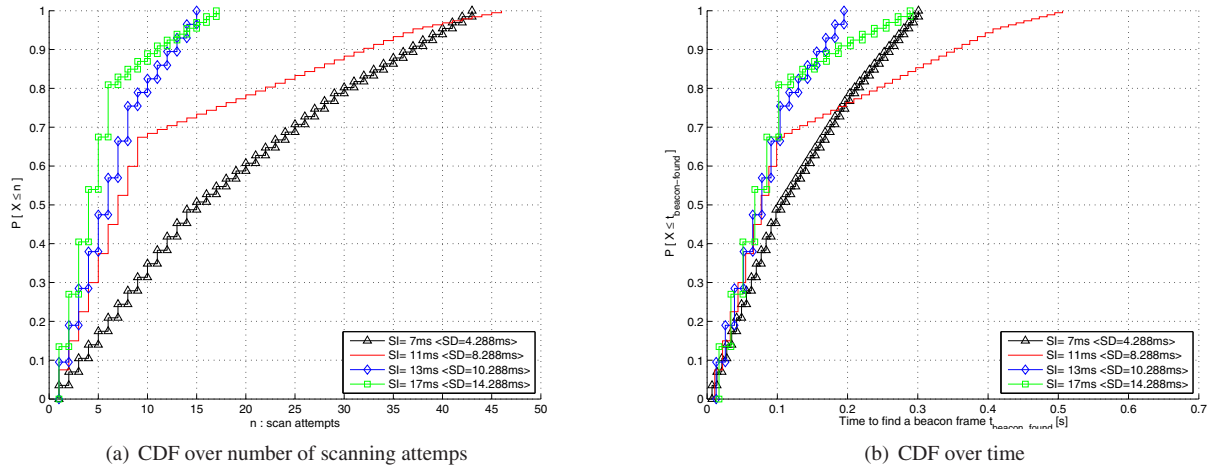 1
0.9
0.8
0.7
0.6
0.5
0.4
0.3
0.2
0.1
0
P [ X ≤ n ]
0 5 10 15 20 25 30 35 40 45 50
n : scan attempts
SI= 7ms <SD=4.288ms>
SI= 11ms <SD=8.288ms>
SI= 13ms <SD=10.288ms>
SI= 17ms <SD=14.288ms>
(a) CDF over number of scanning attemps
1
0.9
0.8
0.7
0.6
0.5
0.4
0.3
0.2
0.1
0
P [ X ≤ t_beacon-found ]
0 0.1 0.2 0.3 0.4 0.5 0.6 0.7
Time to find a beacon frame t_beacon_found [s]
SI= 7ms <SD=4.288ms>
SI= 11ms <SD=8.288ms>
SI= 13ms <SD=10.288ms>
SI= 17ms <SD=14.288ms>
(b) CDF over time